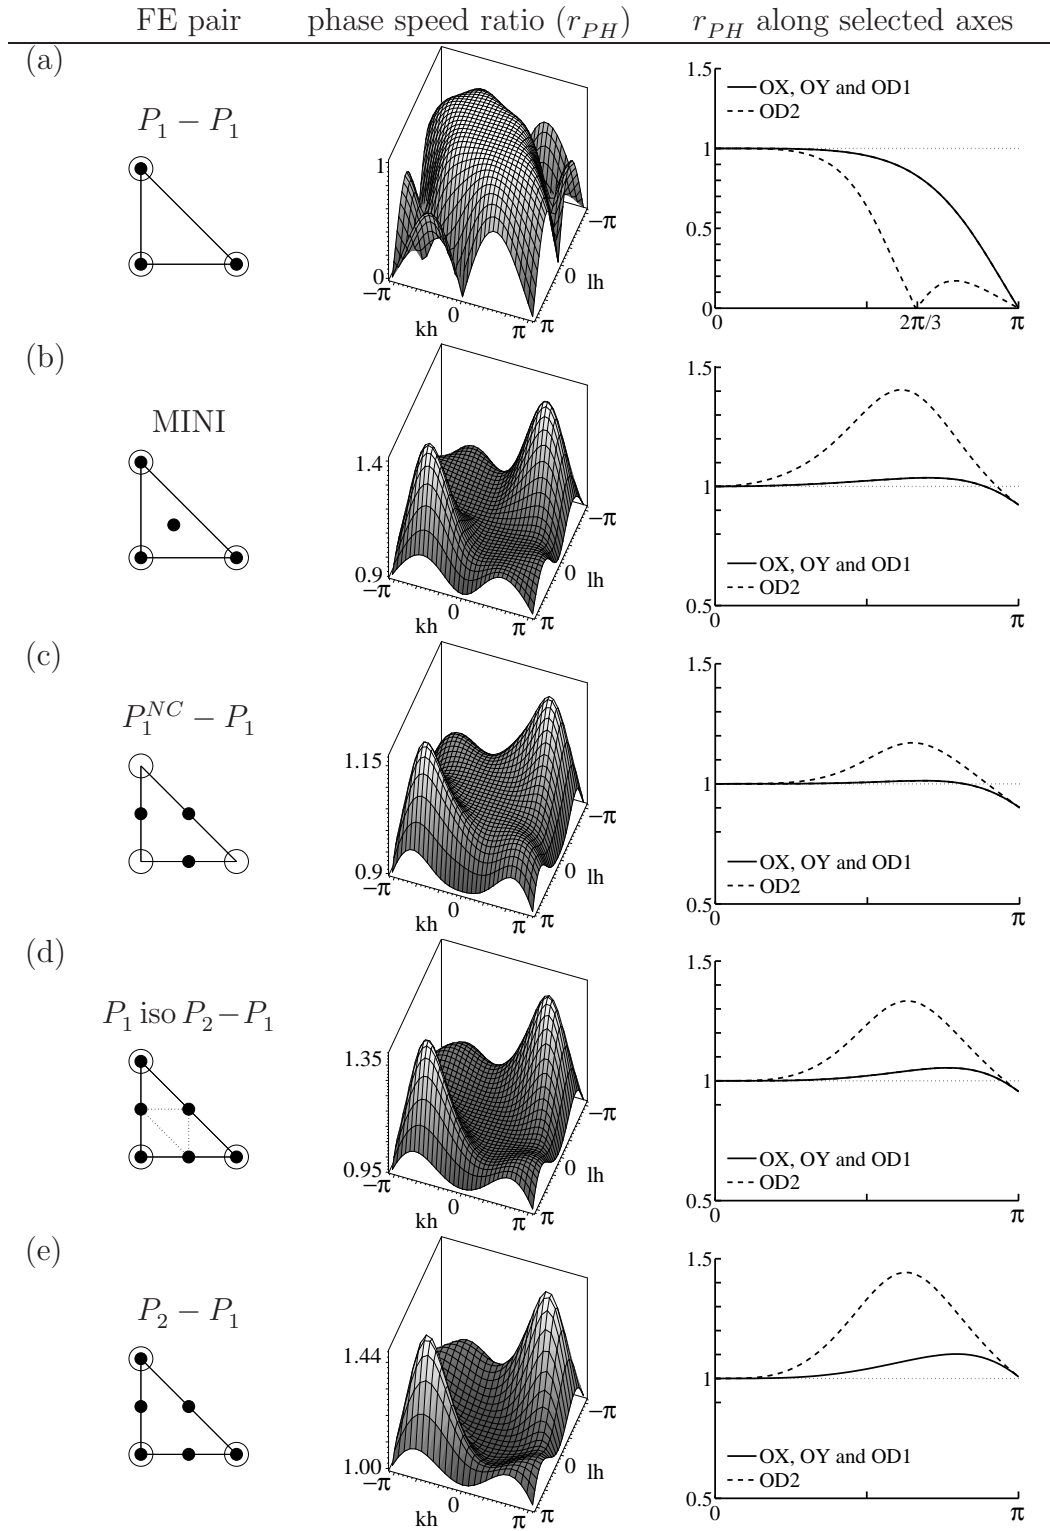 FE pair phase speed ratio (r_PH) r_PH along selected axes
(a)
P_1 − P_1
1
0
−π
0
π
kh
−π
0
π
lh
1.5
1
0.5
0
OX, OY and OD1
OD2
0
2π/3
π
(b)
MINI
1.4
0.9
−π
0
π
kh
−π
0
π
lh
1.5
1
0.5
OX, OY and OD1
OD2
0
π
(c)
P_1^{NC} − P_1
1.15
0.9
−π
0
π
kh
−π
0
π
lh
1.5
1
0.5
OX, OY and OD1
OD2
0
π
(d)
P_1 iso P_2 − P_1
1.35
0.95
−π
0
π
kh
−π
0
π
lh
1.5
1
0.5
OX, OY and OD1
OD2
0
π
(e)
P_2 − P_1
1.44
1.00
−π
0
π
kh
−π
0
π
lh
1.5
1
0.5
OX, OY and OD1
OD2
0
π